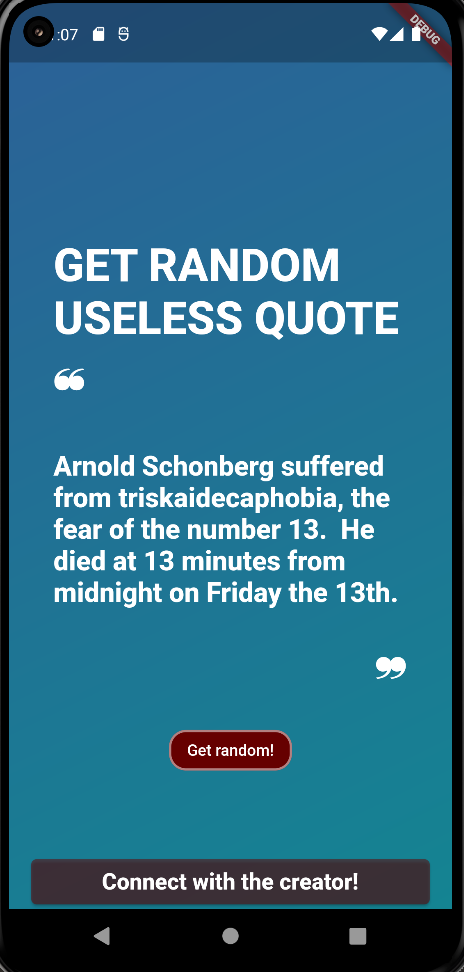 :07
DEBUG
GET RANDOM
USELESS QUOTE
❝
Arnold Schonberg suffered
from triskaidecaphobia, the
fear of the number 13.  He
died at 13 minutes from
midnight on Friday the 13th.
❞
Get random!
Connect with the creator!